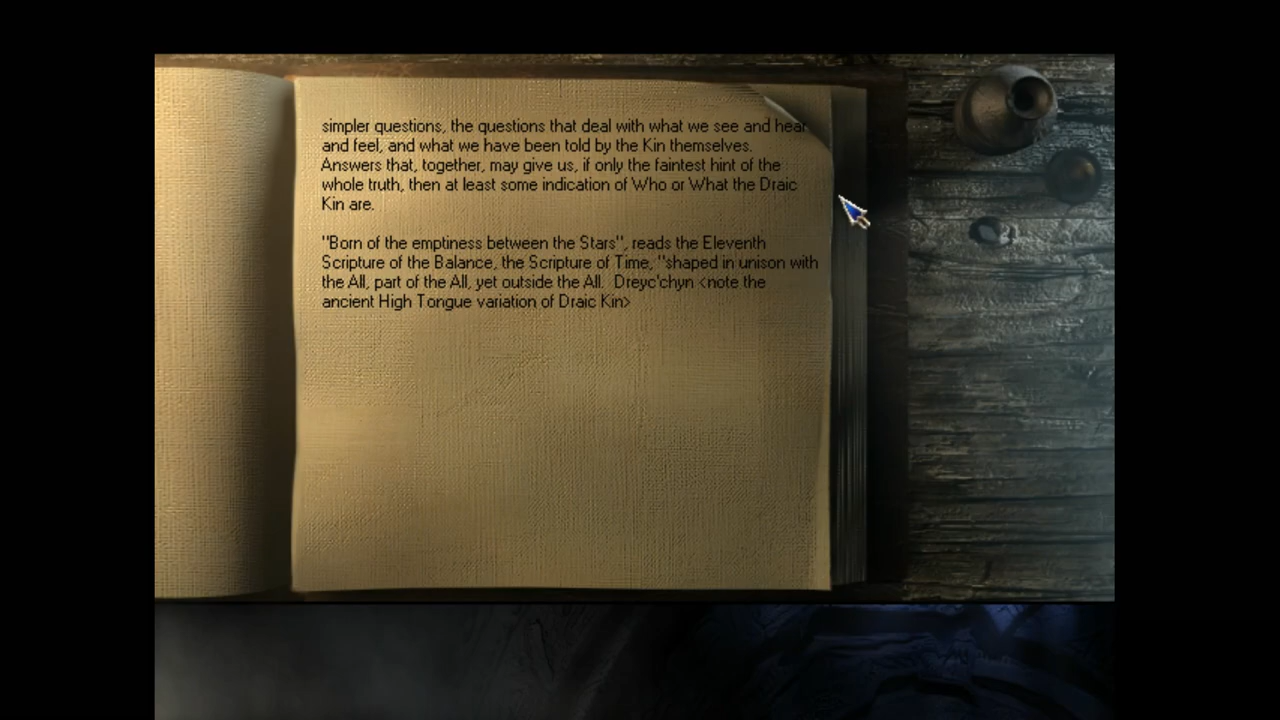 simpler questions, the questions that deal with what we see and hear
and feel, and what we have been told by the Kin themselves.
Answers that, together, may give us, if only the faintest hint of the
whole truth, then at least some indication of Who or What the Draic
Kin are.
"Born of the emptiness between the Stars", reads the Eleventh
Scripture of the Balance, the Scripture of Time, "shaped in unison with
the All, part of the All, yet outside the All.  Dreyc'chyn <note the
ancient High Tongue variation of Draic Kin>